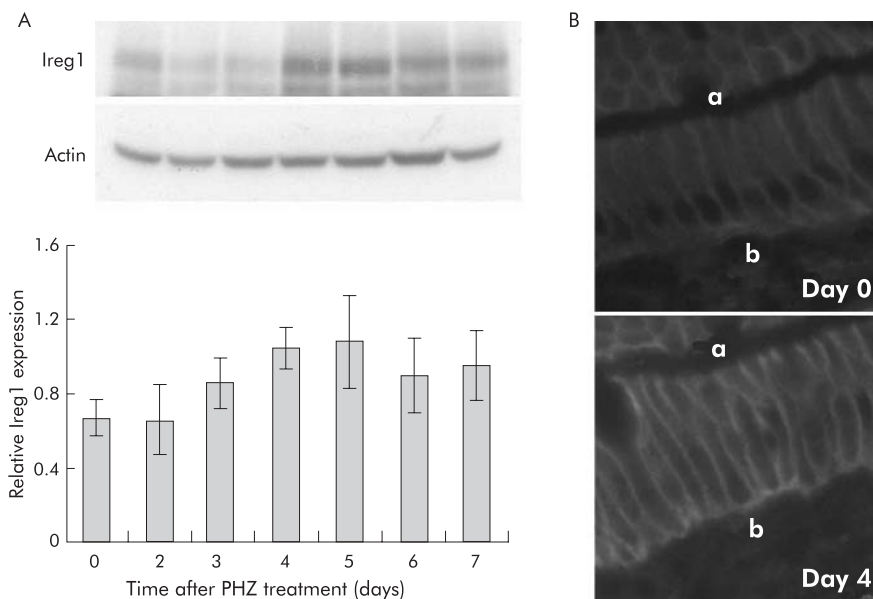 A
Ireg1
Actin
1.6
1.2
0.8
0.4
0
Relative Ireg1 expression
0 2 3 4 5 6 7
Time after PHZ treatment (days)
B
a
b
Day 0
a
b
Day 4